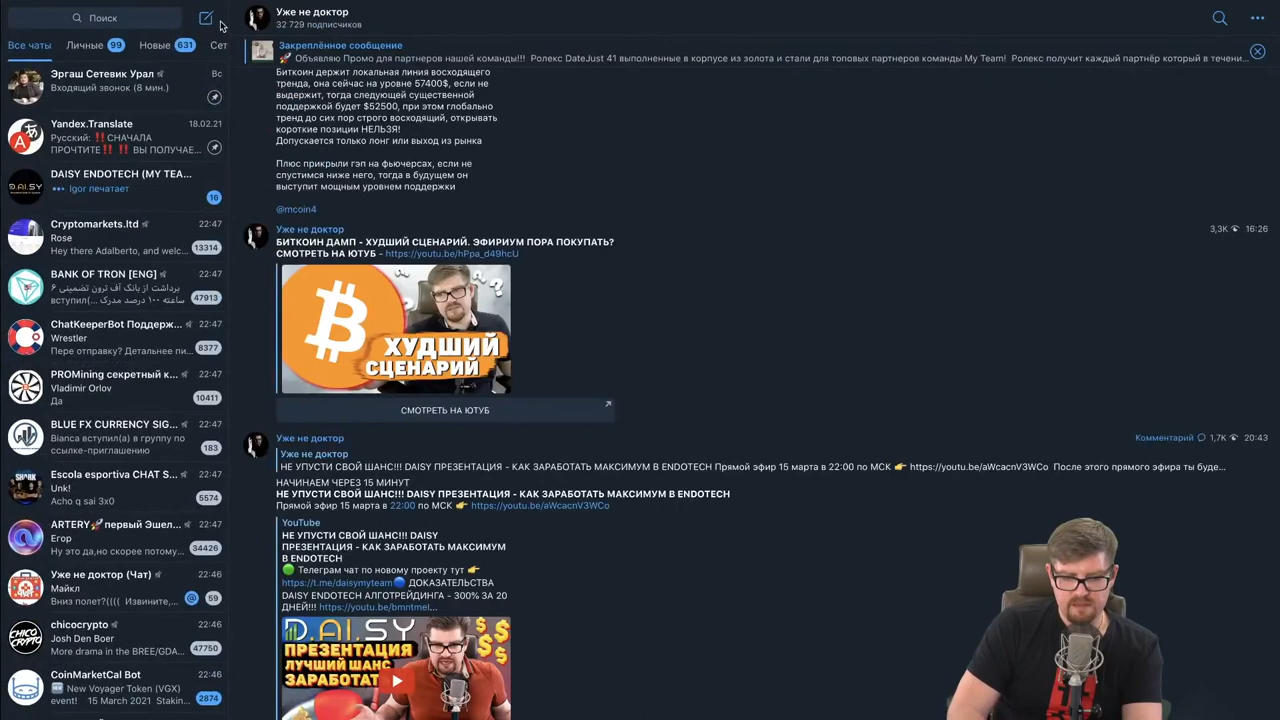 Поиск
Все чаты
Личные 99
Новые 631
Сет
Эргаш Сетевик Урал
Вс
Входящий звонок (8 мин.)
Yandex.Translate
18.02.21
Русский: ‼️СНАЧАЛА
ПРОЧТИТЕ‼️ ‼️ ВЫ ПОЛУЧАЕ...
DAISY ENDOTECH (MY TEA...
Igor печатает
16
Cryptomarkets.ltd
22:47
Rose
Hey there Adalberto, and welc...
13314
BANK OF TRON [ENG]
22:47
برداشت از بانک آف ترون تضمینی ۶
вступил(... ساعته ۱۰۰ درصد مدرک
47913
ChatKeeperBot Поддерж...
22:47
Wrestler
Пере отправку? Детальнее пи...
8377
PROMining секретный к...
22:47
Vladimir Orlov
Да
10411
BLUE FX CURRENCY SIG...
22:47
Bianca вступил(а) в группу по
ссылке-приглашению
183
Escola esportiva CHAT S...
22:47
Unk!
Acho q sai 3x0
5574
ARTERY🚀первый Эшел...
22:47
Егор
Ну это да,но скорее потому...
34426
Уже не доктор (Чат)
22:46
Майкл
Вниз полет?(((( Извините,...
@ 59
chicocrypto
22:46
Josh Den Boer
More drama in the BREE/GDA...
47750
CoinMarketCal Bot
22:46
🆕 New Voyager Token (VGX)
event! 15 March 2021 Stakin...
2874
Уже не доктор
32 729 подписчиков
Закреплённое сообщение
🚀 Объявляю Промо для партнеров нашей команды!!! Ролекс DateJust 41 выполненные в корпусе из золота и стали для топовых партнеров команды My Team! Ролекс получит каждый партнёр который в течени...
Биткоин держит локальная линия восходящего
тренда, она сейчас на уровне 57400$, если не
выдержит, тогда следующей существенной
поддержкой будет $52500, при этом глобально
тренд до сих пор строго восходящий, открывать
короткие позиции НЕЛЬЗЯ!
Допускается только лонг или выход из рынка
Плюс прикрыли гэп на фьючерсах, если не
спустимся ниже него, тогда в будущем он
выступит мощным уровнем поддержки
@mcoin4
Уже не доктор
3,3K 16:26
БИТКОИН ДАМП - ХУДШИЙ СЦЕНАРИЙ. ЭФИРИУМ ПОРА ПОКУПАТЬ?
СМОТРЕТЬ НА ЮТУБ - https://youtu.be/hPpa_d49hcU
ХУДШИЙ
СЦЕНАРИЙ
СМОТРЕТЬ НА ЮТУБ
Уже не доктор
Комментарий 1,7K 20:43
Уже не доктор
НЕ УПУСТИ СВОЙ ШАНС!!! DAISY ПРЕЗЕНТАЦИЯ - КАК ЗАРАБОТАТЬ МАКСИМУМ В ENDOTECH Прямой эфир 15 марта в 22:00 по МСК 👉 https://youtu.be/aWcacnV3WCo После этого прямого эфира ты буде...
НАЧИНАЕМ ЧЕРЕЗ 15 МИНУТ
НЕ УПУСТИ СВОЙ ШАНС!!! DAISY ПРЕЗЕНТАЦИЯ - КАК ЗАРАБОТАТЬ МАКСИМУМ В ENDOTECH
Прямой эфир 15 марта в 22:00 по МСК 👉 https://youtu.be/aWcacnV3WCo
YouTube
НЕ УПУСТИ СВОЙ ШАНС!!! DAISY
ПРЕЗЕНТАЦИЯ - КАК ЗАРАБОТАТЬ МАКСИМУМ
В ENDOTECH
🟢 Телеграм чат по новому проекту тут 👉
https://t.me/daisymyteam🔵 ДОКАЗАТЕЛЬСТВА
DAISY ENDOTECH АЛГОТРЕЙДИНГА - 300% ЗА 20
ДНЕЙ!!! https://youtu.be/bmntmel...
D.AI.SY
ПРЕЗЕНТАЦИЯ
ЛУЧШИЙ ШАНС
ЗАРАБОТАТ